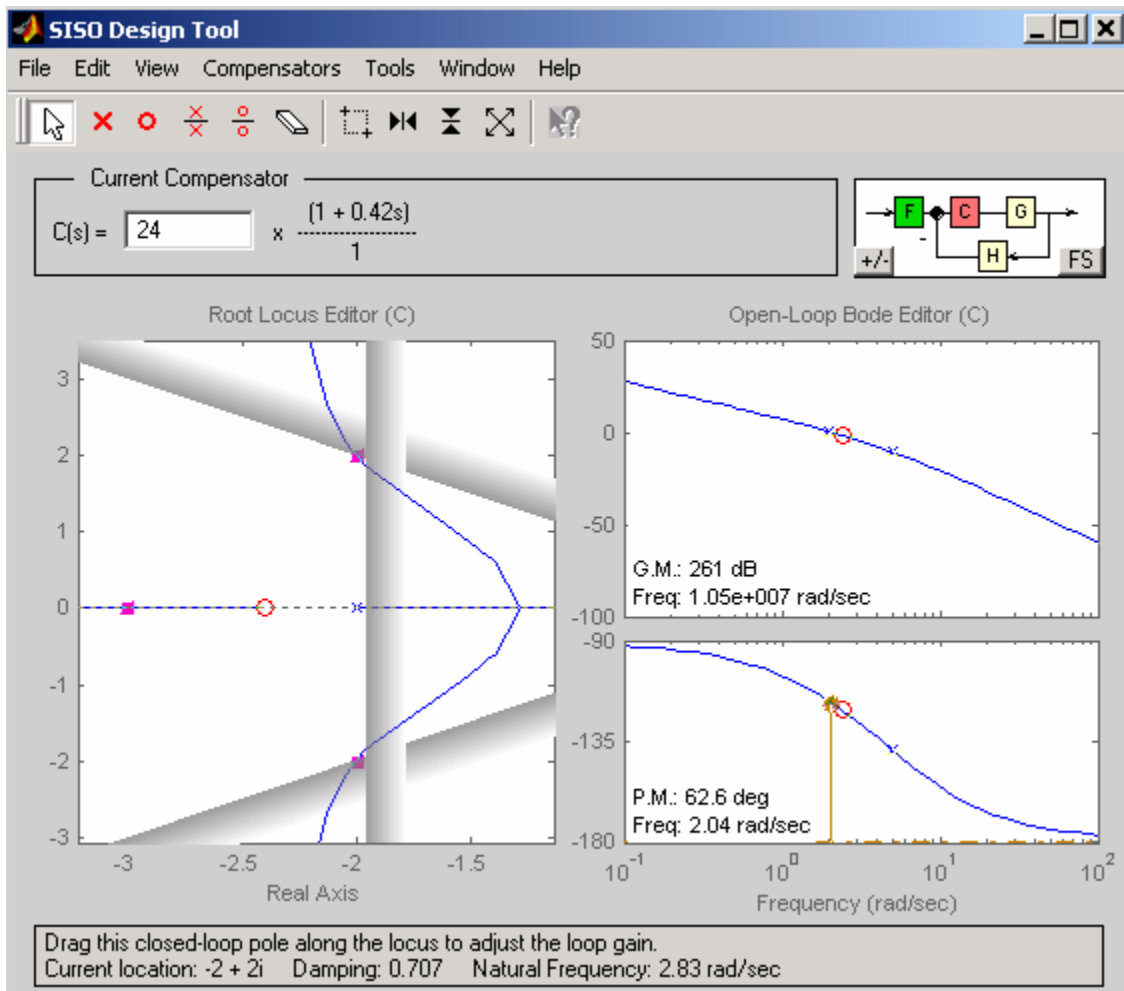 SISO Design Tool
File Edit View Compensators Tools Window Help
Current Compensator
C(s) = 24 x (1 + 0.42s)
1
F C G
-
H
+/- FS
Root Locus Editor (C)
3
2
1
0
-1
-2
-3
-3 -2.5 -2 -1.5
Real Axis
Open-Loop Bode Editor (C)
50
0
-50
-100
G.M.: 261 dB
Freq: 1.05e+007 rad/sec
-90
-135
-180
P.M.: 62.6 deg
Freq: 2.04 rad/sec
10^-1 10^0 10^1 10^2
Frequency (rad/sec)
Drag this closed-loop pole along the locus to adjust the loop gain.
Current location: -2 + 2i Damping: 0.707 Natural Frequency: 2.83 rad/sec